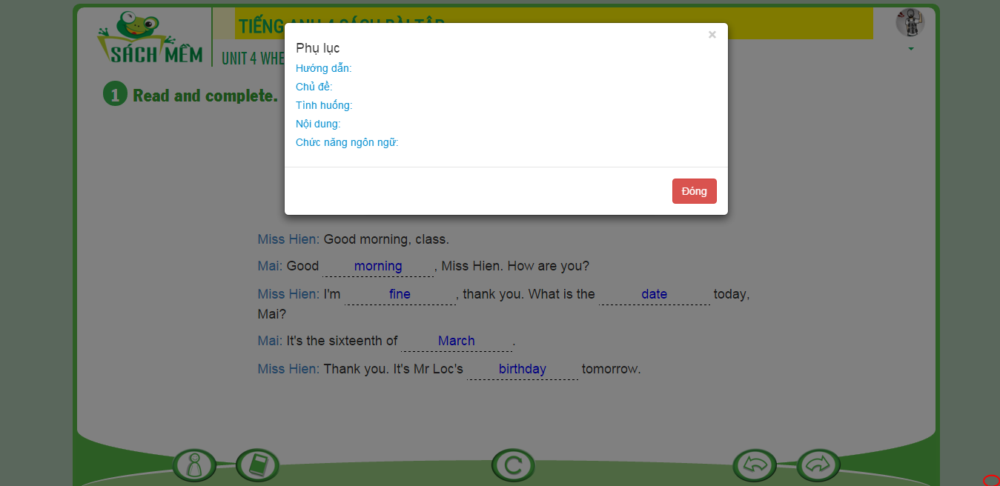 SÁCH MỀM
TIẾNG ANH 4 SÁCH BÀI TẬP
UNIT 4 WHE
1 Read and complete.
×
Phụ lục
Hướng dẫn:
Chủ đề:
Tình huống:
Nội dung:
Chức năng ngôn ngữ:
Đóng
Miss Hien: Good morning, class.
Mai: Good morning, Miss Hien. How are you?
Miss Hien: I'm fine, thank you. What is the date today,
Mai?
Mai: It's the sixteenth of March.
Miss Hien: Thank you. It's Mr Loc's birthday tomorrow.